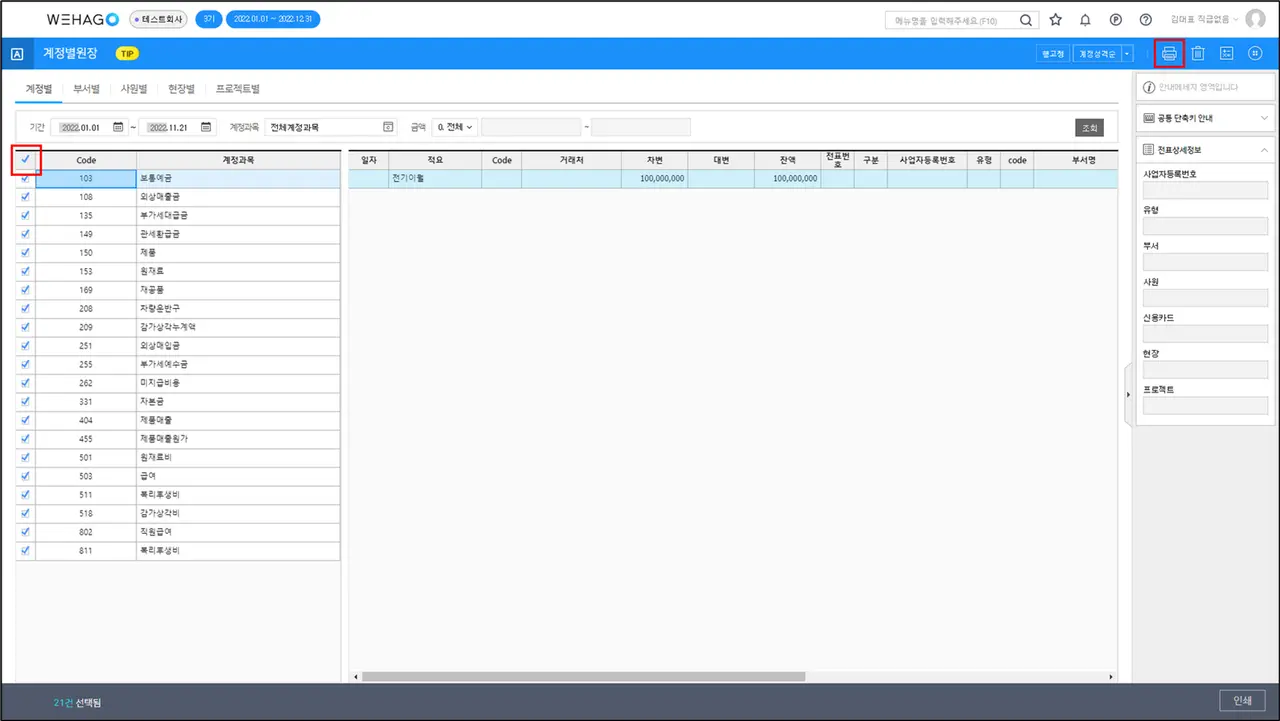 WEHAGO 테스트회사 3기 2022.01.01 ~ 2022.12.31 메뉴명을 입력해주세요.(F10) 김대표 직급없음
계정별원장 TIP 행고정 계정성격순
계정별 부서별 사원별 현장별 프로젝트별
기간 2022.01.01 ~ 2022.11.21 계정과목 전체계정과목 금액 0. 전체 ~ 조회
Code 계정과목
103 보통예금
108 외상매출금
135 부가세대급금
149 관세환급금
150 제품
153 원재료
169 재공품
208 차량운반구
209 감가상각누계액
251 외상매입금
255 부가세예수금
262 미지급비용
331 자본금
404 제품매출
455 제품매출원가
501 원재료비
503 급여
511 복리후생비
518 감가상각비
802 직원급여
811 복리후생비
일자 적요 Code 거래처 차변 대변 잔액 전표번호 구분 사업자등록번호 유형 code 부서명
전기이월 100,000,000 100,000,000
안내메세지 영역입니다
공통 단축키 안내
전표상세정보
사업자등록번호
유형
부서
사원
신용카드
현장
프로젝트
21건 선택됨 인쇄